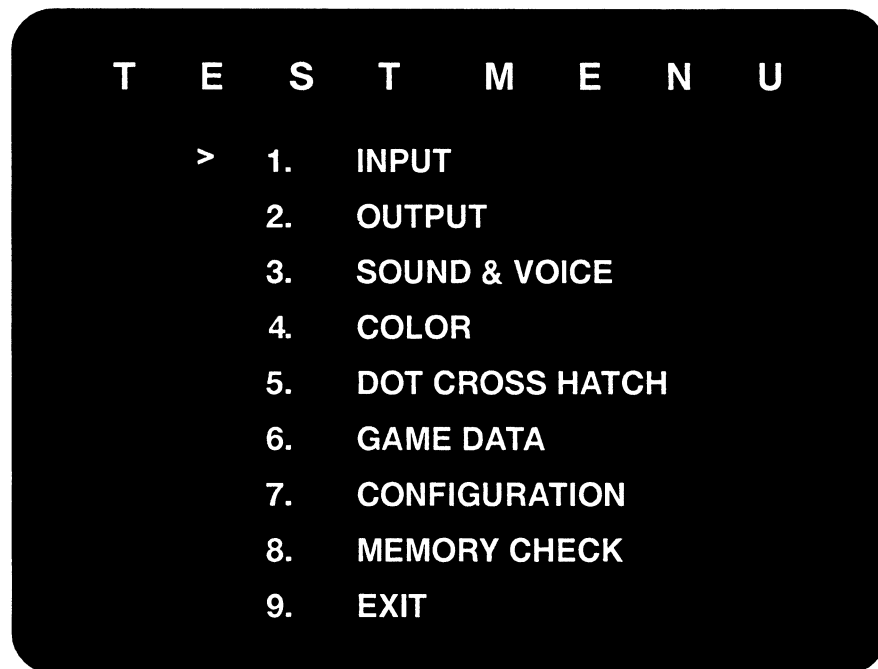 T E S T M E N U
> 1. INPUT
2. OUTPUT
3. SOUND & VOICE
4. COLOR
5. DOT CROSS HATCH
6. GAME DATA
7. CONFIGURATION
8. MEMORY CHECK
9. EXIT